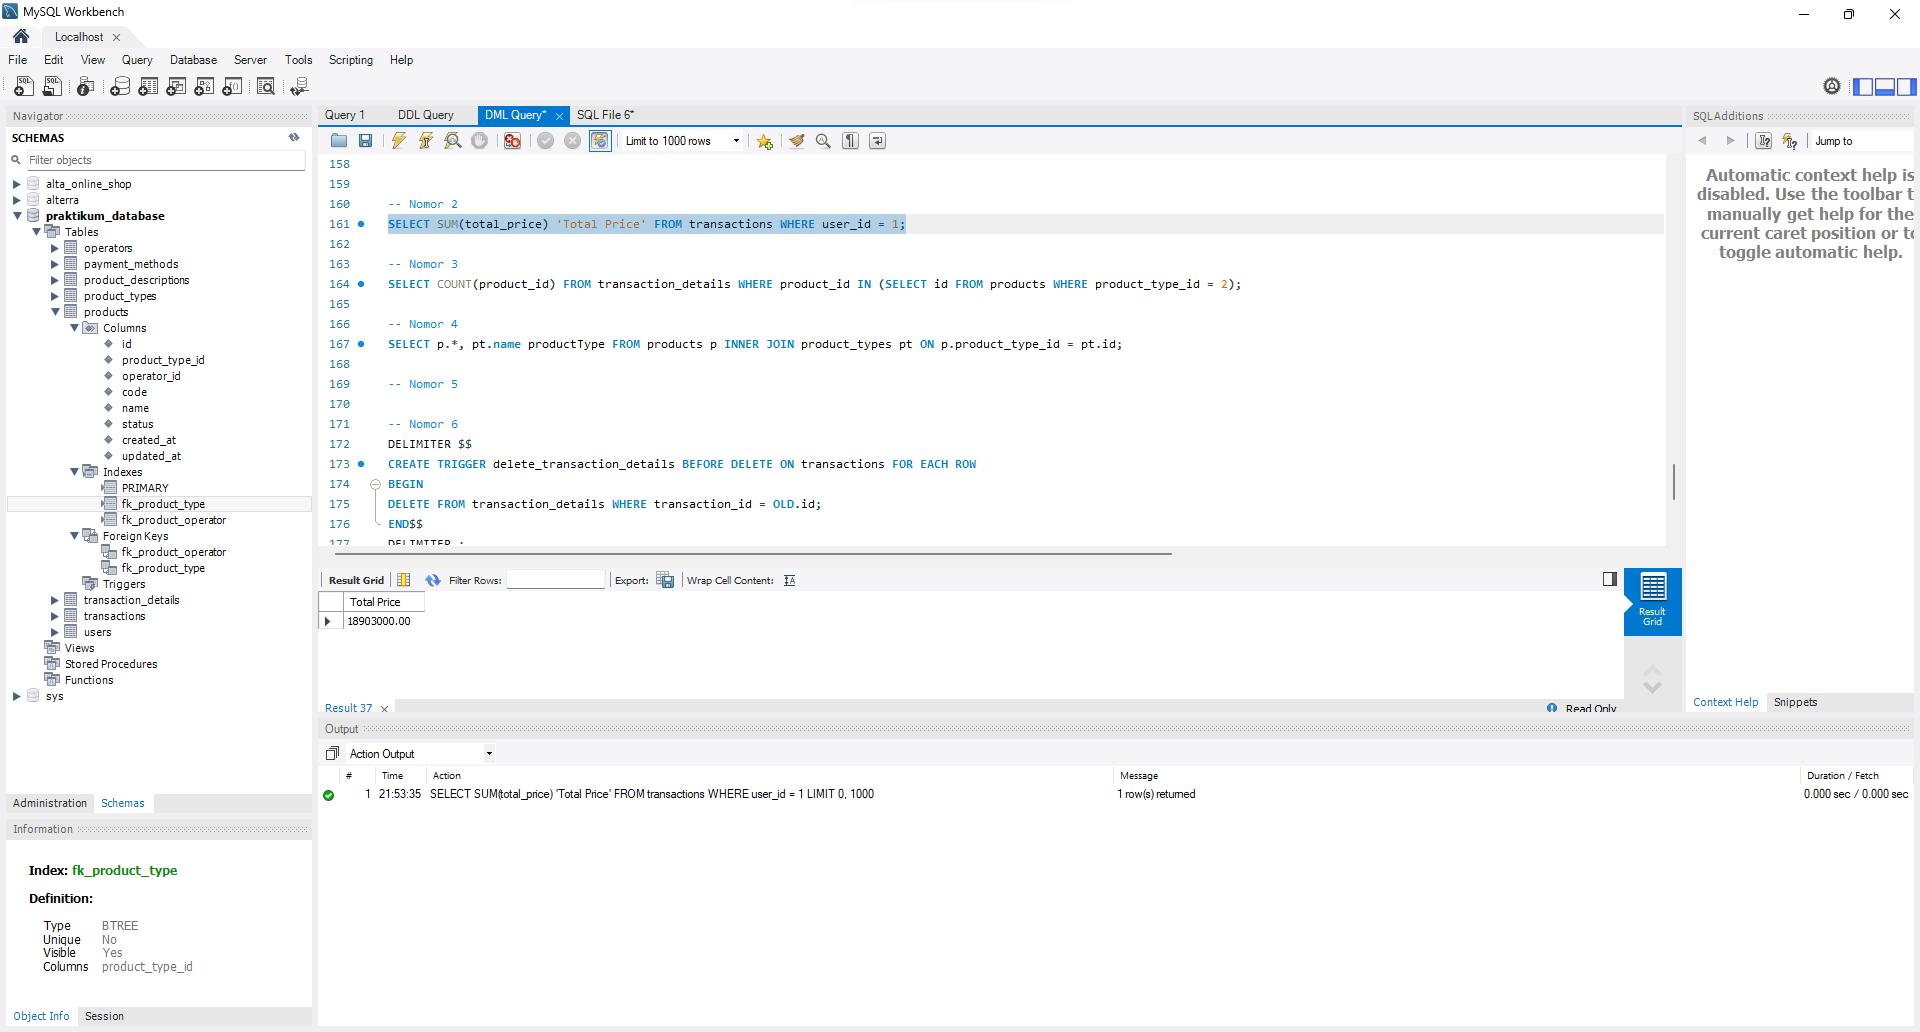 MySQL Workbench
Localhost
File Edit View Query Database Server Tools Scripting Help
Navigator
SCHEMAS
Filter objects
alta_online_shop
alterra
praktikum_database
Tables
operators
payment_methods
product_descriptions
product_types
products
Columns
id
product_type_id
operator_id
code
name
status
created_at
updated_at
Indexes
PRIMARY
fk_product_type
fk_product_operator
Foreign Keys
fk_product_operator
fk_product_type
Triggers
transaction_details
transactions
users
Views
Stored Procedures
Functions
sys
Administration Schemas
Information
Index: fk_product_type
Definition:
Type BTREE
Unique No
Visible Yes
Columns product_type_id
Object Info Session
Query 1 DDL Query DML Query* SQL File 6*
Limit to 1000 rows
158
159
160 -- Nomor 2
161 SELECT SUM(total_price) 'Total Price' FROM transactions WHERE user_id = 1;
162
163 -- Nomor 3
164 SELECT COUNT(product_id) FROM transaction_details WHERE product_id IN (SELECT id FROM products WHERE product_type_id = 2);
165
166 -- Nomor 4
167 SELECT p.*, pt.name productType FROM products p INNER JOIN product_types pt ON p.product_type_id = pt.id;
168
169 -- Nomor 5
170
171 -- Nomor 6
172 DELIMITER $$
173 CREATE TRIGGER delete_transaction_details BEFORE DELETE ON transactions FOR EACH ROW
174 BEGIN
175 DELETE FROM transaction_details WHERE transaction_id = OLD.id;
176 END$$
177 DELIMITER ;
Result Grid Filter Rows: Export: Wrap Cell Content:
Total Price
18903000.00
Result Grid
Result 37
Read Only
Output
Action Output
# Time Action Message Duration / Fetch
1 21:53:35 SELECT SUM(total_price) 'Total Price' FROM transactions WHERE user_id = 1 LIMIT 0, 1000 1 row(s) returned 0.000 sec / 0.000 sec
SQLAdditions
Jump to
Automatic context help is
disabled. Use the toolbar t
manually get help for the
current caret position or to
toggle automatic help.
Context Help Snippets